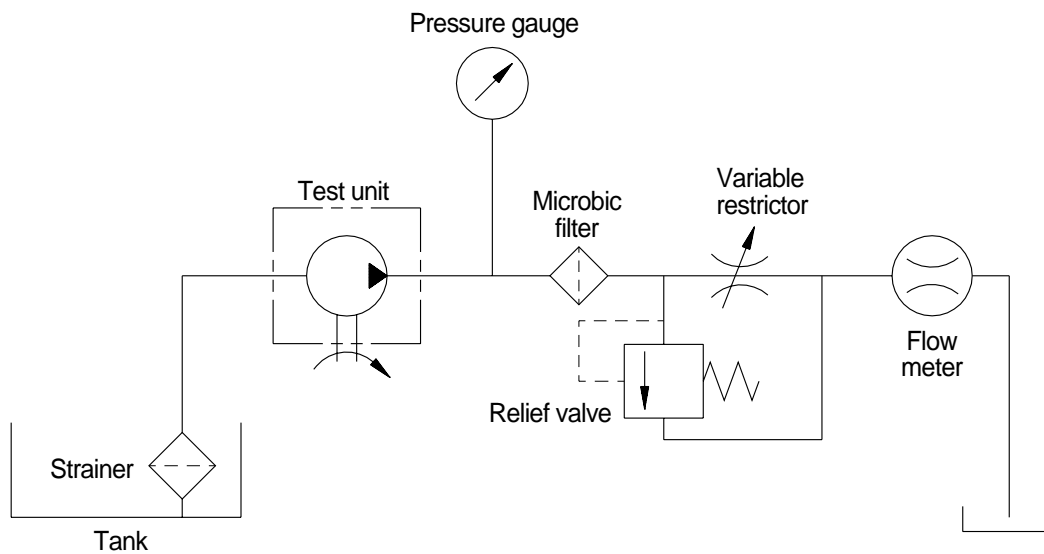 Pressure gauge
Test unit
Microbic
filter
Variable
restrictor
Flow
meter
Relief valve
Strainer
Tank